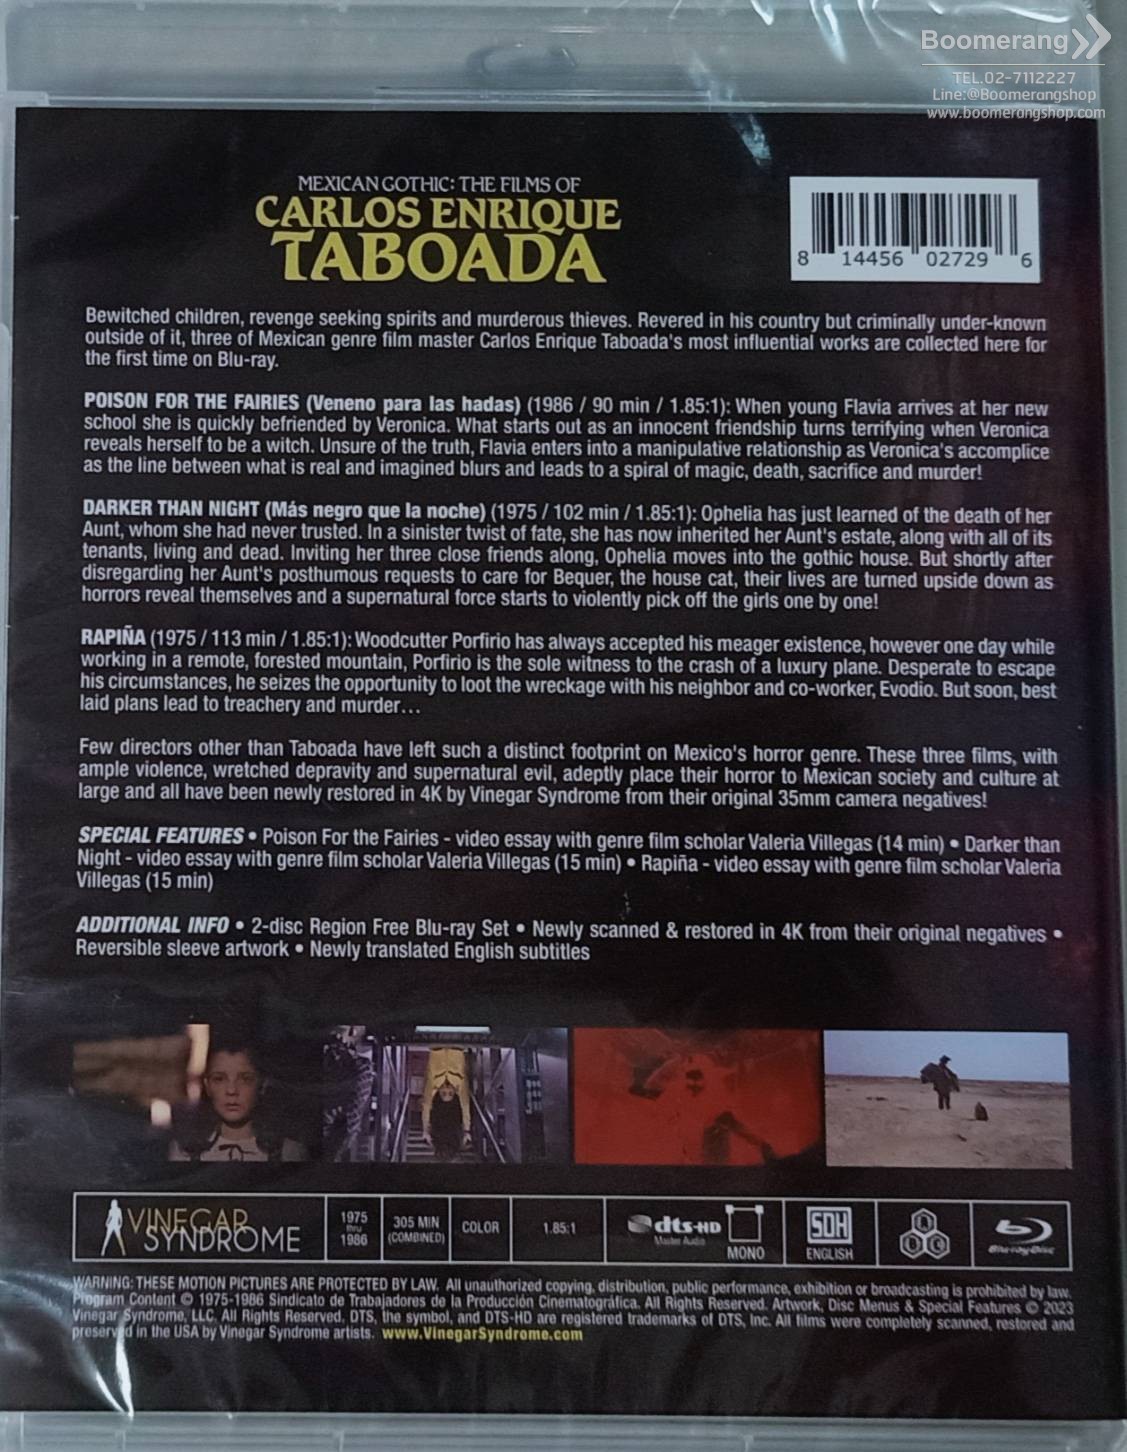 Boomerang
TEL.02-7112227
Line:@Boomerangshop
www.boomerangshop.com
MEXICAN GOTHIC: THE FILMS OF
CARLOS ENRIQUE
TABOADA
8 14456 02729 6
Bewitched children, revenge seeking spirits and murderous thieves. Revered in his country but criminally under-known
outside of it, three of Mexican genre film master Carlos Enrique Taboada's most influential works are collected here for
the first time on Blu-ray.
POISON FOR THE FAIRIES (Veneno para las hadas) (1986 / 90 min / 1.85:1): When young Flavia arrives at her new
school she is quickly befriended by Veronica. What starts out as an innocent friendship turns terrifying when Veronica
reveals herself to be a witch. Unsure of the truth, Flavia enters into a manipulative relationship as Veronica's accomplice
as the line between what is real and imagined blurs and leads to a spiral of magic, death, sacrifice and murder!
DARKER THAN NIGHT (Más negro que la noche) (1975 / 102 min / 1.85:1): Ophelia has just learned of the death of her
Aunt, whom she had never trusted. In a sinister twist of fate, she has now inherited her Aunt's estate, along with all of its
tenants, living and dead. Inviting her three close friends along, Ophelia moves into the gothic house. But shortly after
disregarding her Aunt's posthumous requests to care for Bequer, the house cat, their lives are turned upside down as
horrors reveal themselves and a supernatural force starts to violently pick off the girls one by one!
RAPIÑA (1975 / 113 min / 1.85:1): Woodcutter Porfirio has always accepted his meager existence, however one day while
working in a remote, forested mountain, Porfirio is the sole witness to the crash of a luxury plane. Desperate to escape
his circumstances, he seizes the opportunity to loot the wreckage with his neighbor and co-worker, Evodio. But soon, best
laid plans lead to treachery and murder...
Few directors other than Taboada have left such a distinct footprint on Mexico's horror genre. These three films, with
ample violence, wretched depravity and supernatural evil, adeptly place their horror to Mexican society and culture at
large and all have been newly restored in 4K by Vinegar Syndrome from their original 35mm camera negatives!
SPECIAL FEATURES • Poison For the Fairies - video essay with genre film scholar Valeria Villegas (14 min) • Darker than
Night - video essay with genre film scholar Valeria Villegas (15 min) • Rapiña - video essay with genre film scholar Valeria
Villegas (15 min)
ADDITIONAL INFO • 2-disc Region Free Blu-ray Set • Newly scanned & restored in 4K from their original negatives •
Reversible sleeve artwork • Newly translated English subtitles
VINEGAR
SYNDROME
1975
thru
1986
305 MIN
(COMBINED)
COLOR
1.85:1
dts-HD
Master Audio
MONO
SDH
ENGLISH
A
B
C
Blu-ray Disc
WARNING: THESE MOTION PICTURES ARE PROTECTED BY LAW. All unauthorized copying, distribution, public performance, exhibition or broadcasting is prohibited by law.
Program Content © 1975-1986 Sindicato de Trabajadores de la Producción Cinematográfica. All Rights Reserved. Artwork, Disc Menus & Special Features © 2023
Vinegar Syndrome, LLC. All Rights Reserved. DTS, the symbol, and DTS-HD are registered trademarks of DTS, Inc. All films were completely scanned, restored and
preserved in the USA by Vinegar Syndrome artists. www.VinegarSyndrome.com